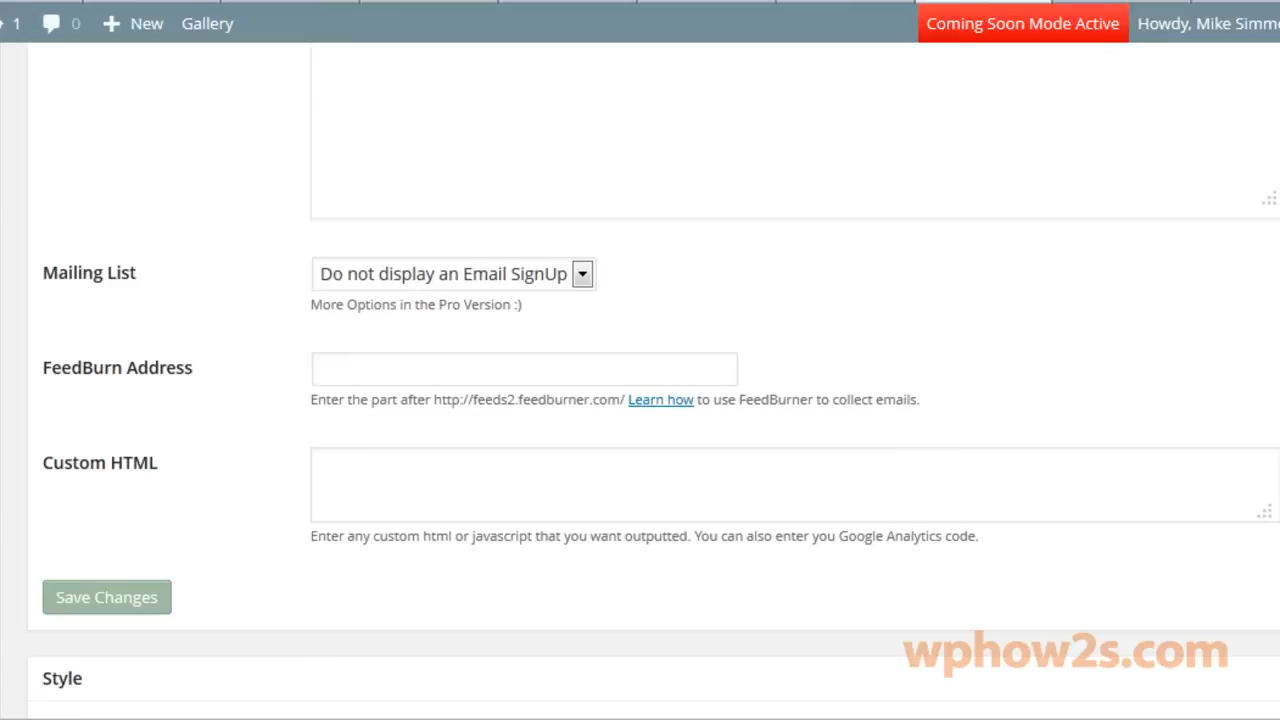 1 0 New Gallery Coming Soon Mode Active Howdy, Mike Simm
Mailing List Do not display an Email SignUp
More Options in the Pro Version :)
FeedBurn Address
Enter the part after http://feeds2.feedburner.com/ Learn how to use FeedBurner to collect emails.
Custom HTML
Enter any custom html or javascript that you want outputted. You can also enter you Google Analytics code.
Save Changes
wphow2s.com
Style